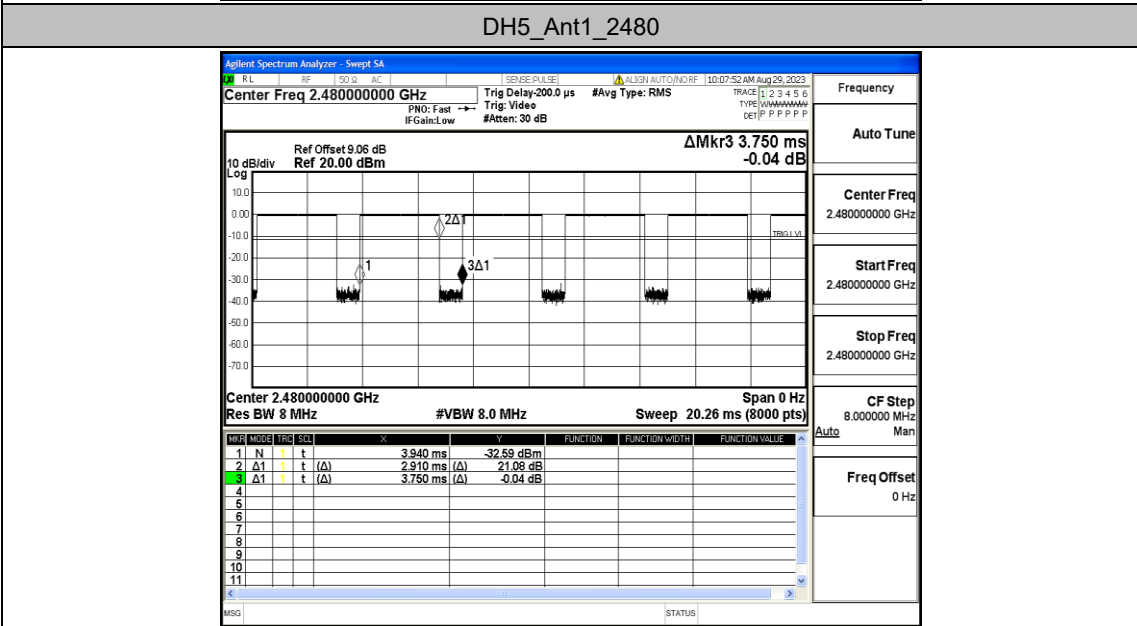 DH5_Ant1_2480
Agilent Spectrum Analyzer - Swept SA
LXI RL RF 50 Ω AC SENSE:PULSE ALIGN AUTO/NO RF 10:07:52 AM Aug 29, 2023
Center Freq 2.480000000 GHz
PNO: Fast
IFGain:Low
Trig Delay-200.0 µs
Trig: Video
#Atten: 30 dB
#Avg Type: RMS
TRACE 1 2 3 4 5 6
TYPE WWWWWW
DET P P P P P P
ΔMkr3 3.750 ms
-0.04 dB
Ref Offset 9.06 dB
10 dB/div Ref 20.00 dBm
Log
10.0
0.00
-10.0
-20.0
-30.0
-40.0
-50.0
-60.0
-70.0
2Δ1
TRIG LVL
1
3Δ1
Center 2.480000000 GHz Span 0 Hz
Res BW 8 MHz #VBW 8.0 MHz Sweep 20.26 ms (8000 pts)
MKR MODE TRC SCL X Y FUNCTION FUNCTION WIDTH FUNCTION VALUE
1 N 1 t 3.940 ms -32.59 dBm
2 Δ1 1 t (Δ) 2.910 ms (Δ) 21.08 dB
3 Δ1 1 t (Δ) 3.750 ms (Δ) -0.04 dB
4
5
6
7
8
9
10
11
MSG STATUS
Frequency
Auto Tune
Center Freq
2.480000000 GHz
Start Freq
2.480000000 GHz
Stop Freq
2.480000000 GHz
CF Step
8.000000 MHz
Auto Man
Freq Offset
0 Hz